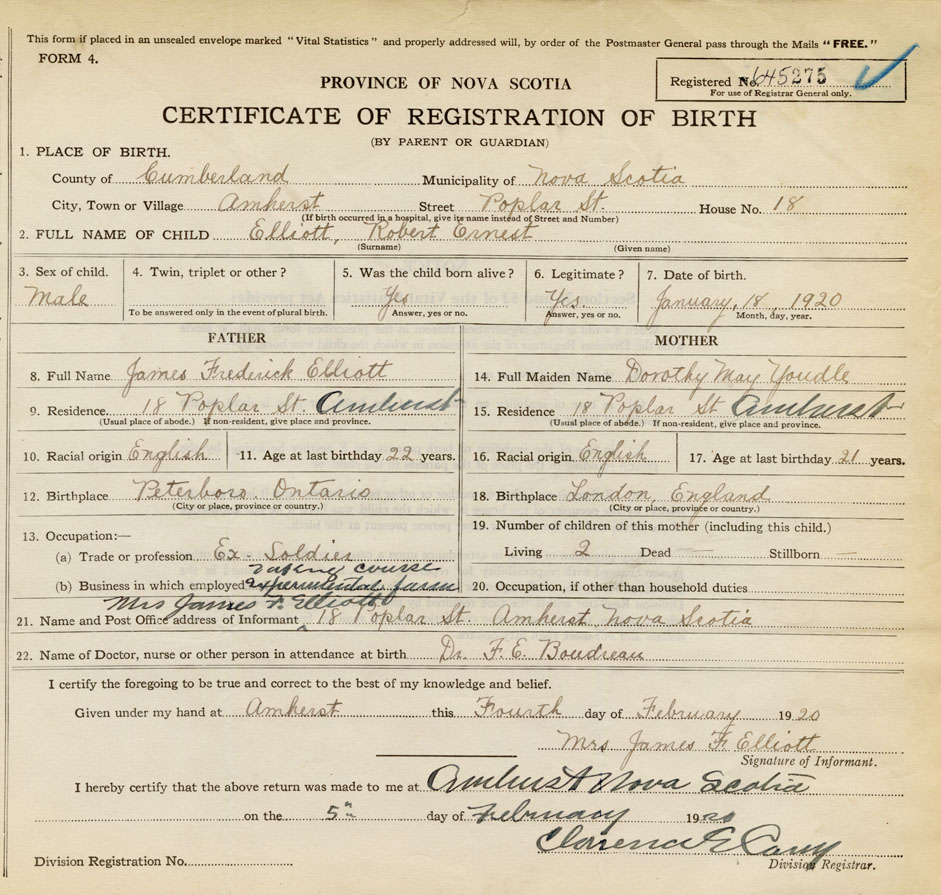 This form if placed in an unsealed envelope marked "Vital Statistics" and properly addressed will, by order of the Postmaster General pass through the Mails "FREE."
FORM 4.
Registered No. 645275
For use of Registrar General only.
PROVINCE OF NOVA SCOTIA
CERTIFICATE OF REGISTRATION OF BIRTH
(BY PARENT OR GUARDIAN)
1. PLACE OF BIRTH.
County of Cumberland Municipality of Nova Scotia
City, Town or Village Amherst Street Poplar St. House No. 18
(If birth occurred in a hospital, give its name instead of Street and Number)
2. FULL NAME OF CHILD Elliott, Robert Ernest
(Surname) (Given name)
3. Sex of child. 4. Twin, triplet or other? 5. Was the child born alive? 6. Legitimate? 7. Date of birth.
Male Yes Yes. January, 18, 1920
To be answered only in the event of plural birth. Answer, yes or no. Answer, yes or no. Month, day, year.
FATHER MOTHER
8. Full Name James Frederick Elliott 14. Full Maiden Name Dorothy May Youdle
9. Residence 18 Poplar St. Amherst 15. Residence 18 Poplar St Amherst
(Usual place of abode.) If non-resident, give place and province. (Usual place of abode.) If non-resident, give place and province.
10. Racial origin English 11. Age at last birthday 22 years. 16. Racial origin English 17. Age at last birthday 21 years.
12. Birthplace Peterboro. Ontario 18. Birthplace London, England
(City or place, province or country.) (City or place, province or country.)
13. Occupation:— 19. Number of children of this mother (including this child.)
(a) Trade or profession Ex-Soldier Living 2 Dead — Stillborn —
taking course
(b) Business in which employed experimental farm 20. Occupation, if other than household duties
Mrs James F. Elliott
21. Name and Post Office address of Informant 18 Poplar St. Amherst Nova Scotia
22. Name of Doctor, nurse or other person in attendance at birth Dr. F. E. Boudreau
I certify the foregoing to be true and correct to the best of my knowledge and belief.
Given under my hand at Amherst this Fourth day of February 1920
Mrs James F. Elliott
Signature of Informant.
I hereby certify that the above return was made to me at Amherst Nova Scotia
on the 5th day of February 1920
Clarence E
Division Registrar.
Division Registration No.